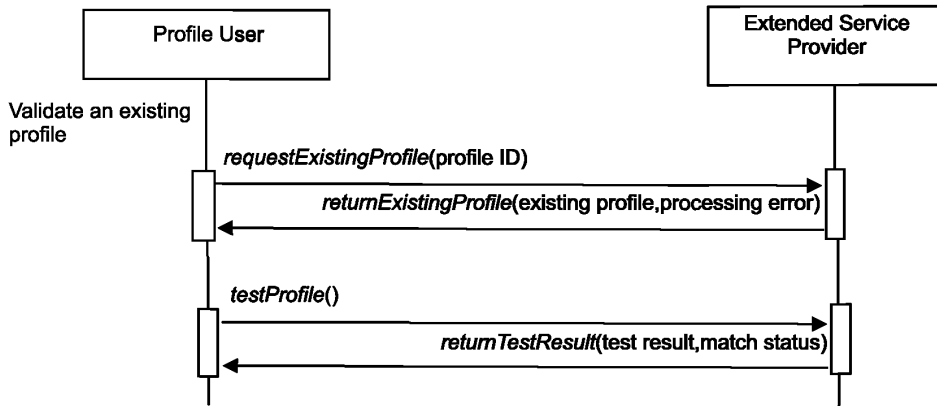 Profile User
Extended Service
Provider
Validate an existing
profile
requestExistingProfile(profile ID)
returnExistingProfile(existing profile,processing error)
testProfile()
returnTestResult(test result,match status)